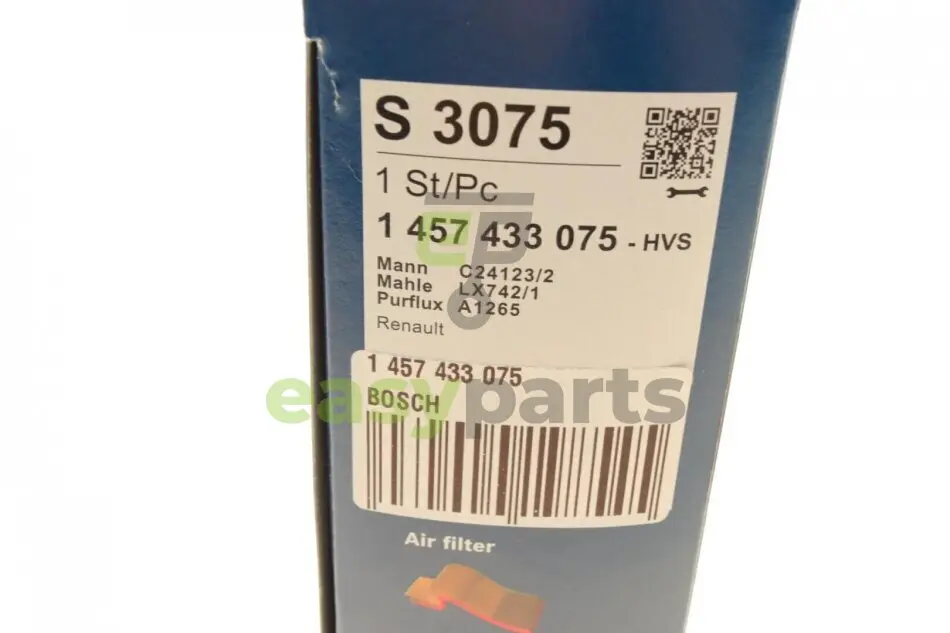 S 3075
1 St/Pc
1 457 433 075 - HVS
Mann C24123/2
Mahle LX742/1
Purflux A1265
Renault
1 457 433 075
BOSCH
easyparts
Air filter